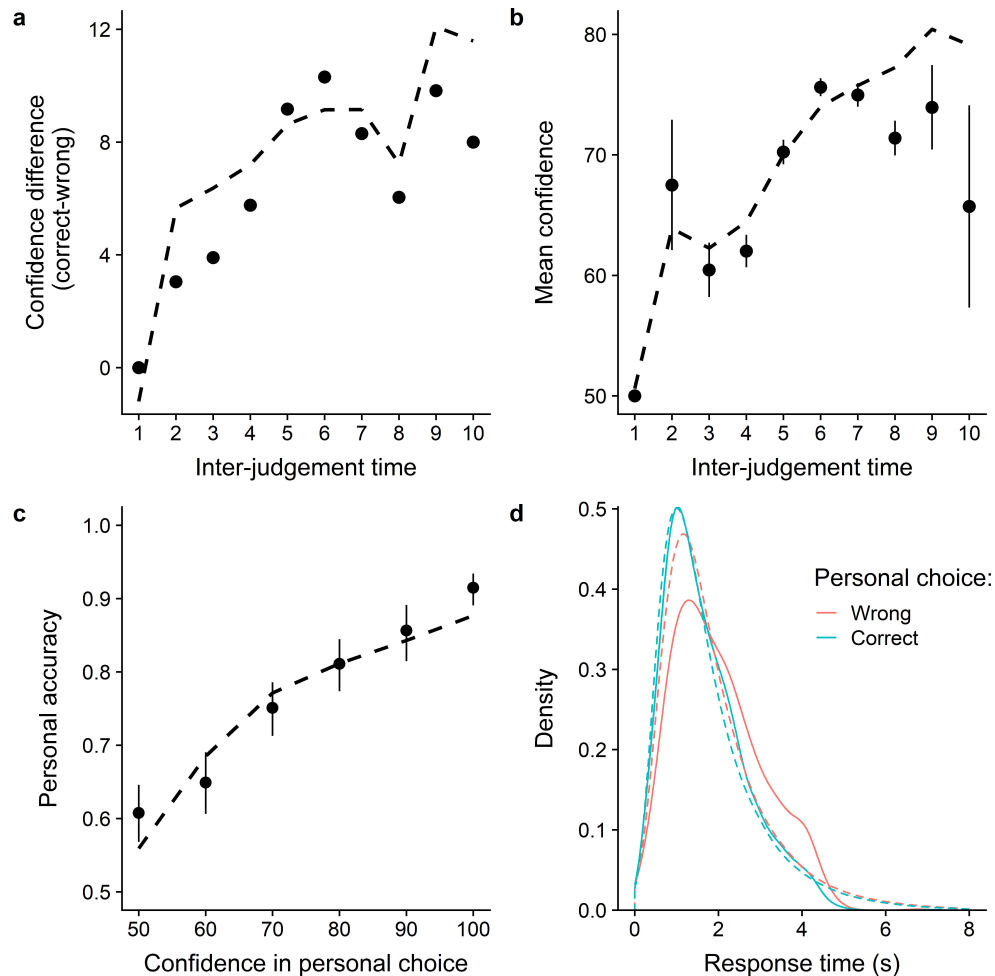 a
12
8
4
0
Confidence difference
(correct-wrong)
1 2 3 4 5 6 7 8 9 10
Inter-judgement time
b
80
70
60
50
Mean confidence
1 2 3 4 5 6 7 8 9 10
Inter-judgement time
c
1.0
0.9
0.8
0.7
0.6
0.5
Personal accuracy
50 60 70 80 90 100
Confidence in personal choice
d
0.5
0.4
0.3
0.2
0.1
0.0
Density
Personal choice:
Wrong
Correct
0 2 4 6 8
Response time (s)